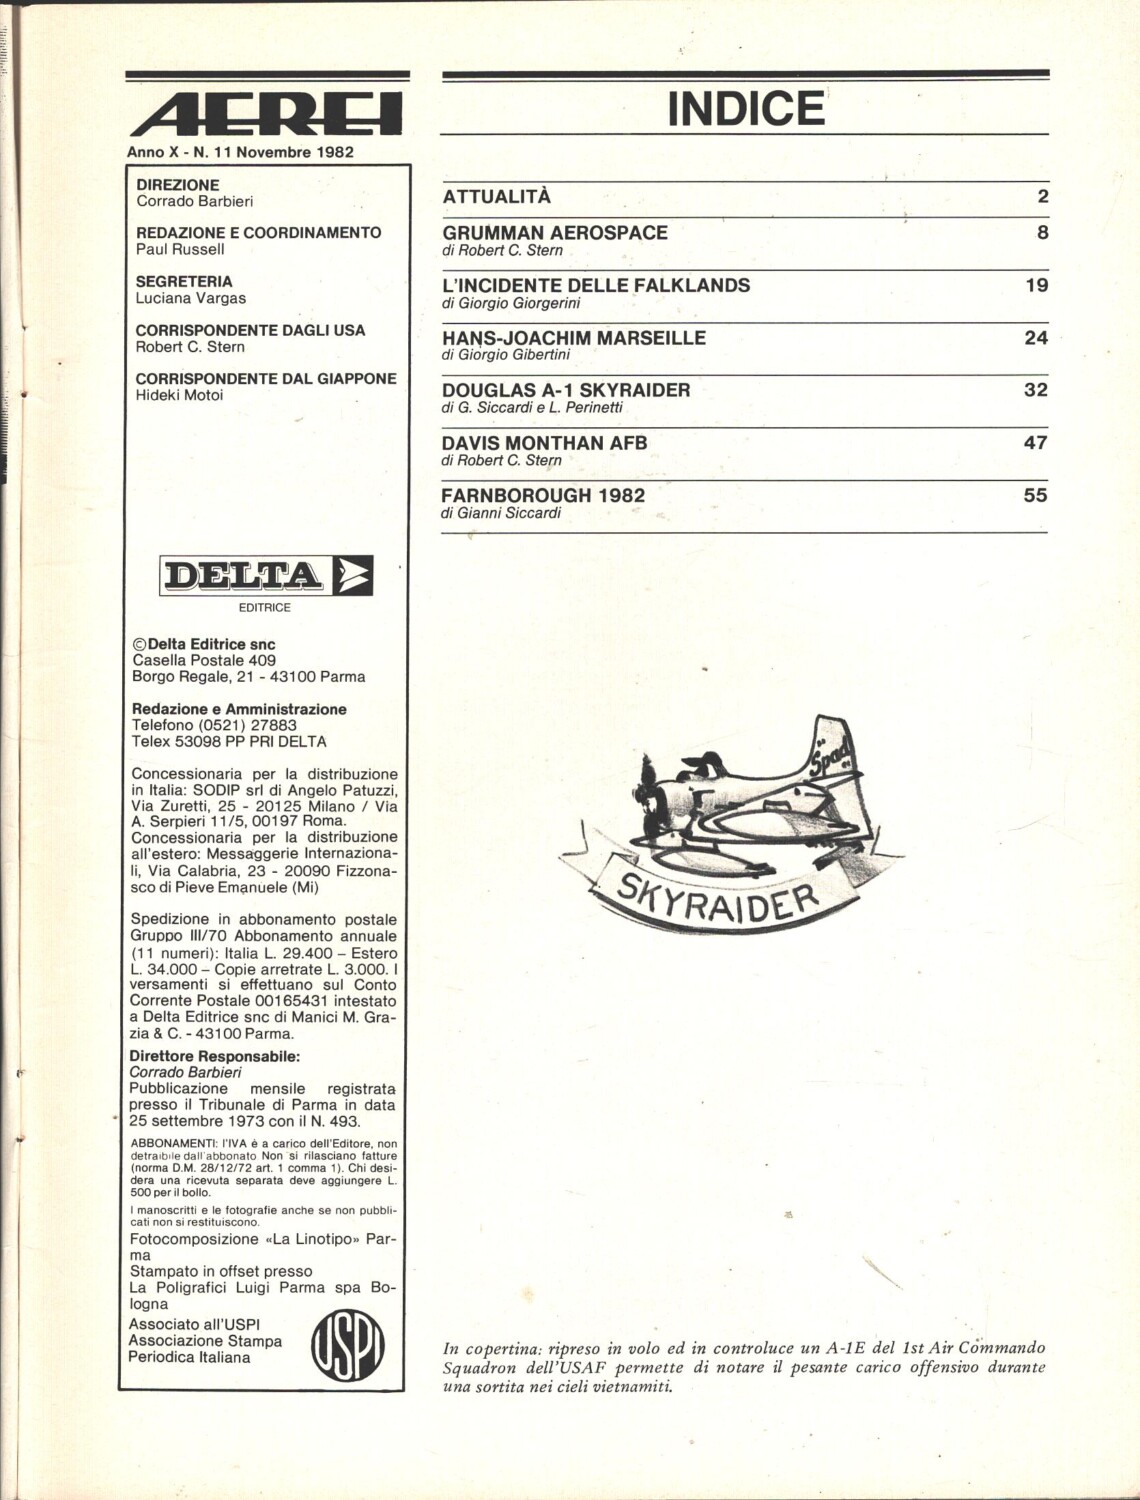 AEREI
Anno X - N. 11 Novembre 1982
DIREZIONE
Corrado Barbieri
REDAZIONE E COORDINAMENTO
Paul Russell
SEGRETERIA
Luciana Vargas
CORRISPONDENTE DAGLI USA
Robert C. Stern
CORRISPONDENTE DAL GIAPPONE
Hideki Motoi
DELTA
EDITRICE
©Delta Editrice snc
Casella Postale 409
Borgo Regale, 21 - 43100 Parma
Redazione e Amministrazione
Telefono (0521) 27883
Telex 53098 PP PRI DELTA
Concessionaria per la distribuzione
in Italia: SODIP srl di Angelo Patuzzi,
Via Zuretti, 25 - 20125 Milano / Via
A. Serpieri 11/5, 00197 Roma.
Concessionaria per la distribuzione
all'estero: Messaggerie Internaziona-
li, Via Calabria, 23 - 20090 Fizzona-
sco di Pieve Emanuele (Mi)
Spedizione in abbonamento postale
Gruppo III/70 Abbonamento annuale
(11 numeri): Italia L. 29.400 – Estero
L. 34.000 – Copie arretrate L. 3.000. I
versamenti si effettuano sul Conto
Corrente Postale 00165431 intestato
a Delta Editrice snc di Manici M. Gra-
zia & C. - 43100 Parma.
Direttore Responsabile:
Corrado Barbieri
Pubblicazione mensile registrata
presso il Tribunale di Parma in data
25 settembre 1973 con il N. 493.
ABBONAMENTI: l'IVA è a carico dell'Editore, non
detraibile dall'abbonato Non si rilasciano fatture
(norma D.M. 28/12/72 art. 1 comma 1). Chi desi-
dera una ricevuta separata deve aggiungere L.
500 per il bollo.
I manoscritti e le fotografie anche se non pubbli-
cati non si restituiscono.
Fotocomposizione «La Linotipo» Par-
ma
Stampato in offset presso
La Poligrafici Luigi Parma spa Bo-
logna
Associato all'USPI
Associazione Stampa
Periodica Italiana
USPI
INDICE
ATTUALITÀ 2
GRUMMAN AEROSPACE 8
di Robert C. Stern
L'INCIDENTE DELLE FALKLANDS 19
di Giorgio Giorgerini
HANS-JOACHIM MARSEILLE 24
di Giorgio Gibertini
DOUGLAS A-1 SKYRAIDER 32
di G. Siccardi e L. Perinetti
DAVIS MONTHAN AFB 47
di Robert C. Stern
FARNBOROUGH 1982 55
di Gianni Siccardi
"Spad"
SKYRAIDER
In copertina: ripreso in volo ed in controluce un A-1E del 1st Air Commando
Squadron dell'USAF permette di notare il pesante carico offensivo durante
una sortita nei cieli vietnamiti.